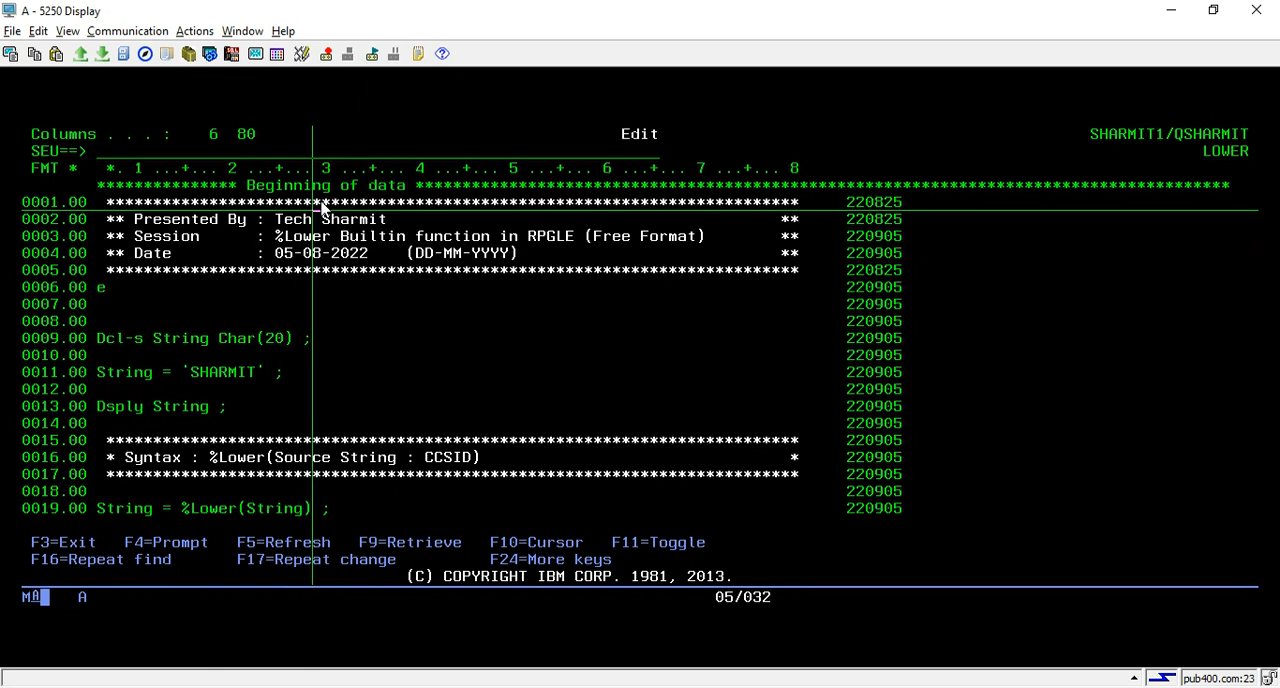 A - 5250 Display
File Edit View Communication Actions Window Help
Columns . . . : 6 80 Edit SHARMIT1/QSHARMIT
SEU==> LOWER
FMT * *. 1 ...+... 2 ...+... 3 ...+... 4 ...+... 5 ...+... 6 ...+... 7 ...+... 8
*************** Beginning of data ***************************************************************************************
0001.00 ************************************************************************** 220825
0002.00 ** Presented By : Tech Sharmit ** 220825
0003.00 ** Session : %Lower Builtin function in RPGLE (Free Format) ** 220905
0004.00 ** Date : 05-08-2022 (DD-MM-YYYY) ** 220905
0005.00 ************************************************************************** 220825
0006.00 e 220905
0007.00 220905
0008.00 220905
0009.00 Dcl-s String Char(20) ; 220905
0010.00 220905
0011.00 String = 'SHARMIT' ; 220905
0012.00 220905
0013.00 Dsply String ; 220905
0014.00 220905
0015.00 ************************************************************************** 220905
0016.00 * Syntax : %Lower(Source String : CCSID) * 220905
0017.00 ************************************************************************** 220905
0018.00 220905
0019.00 String = %Lower(String) ; 220905
F3=Exit F4=Prompt F5=Refresh F9=Retrieve F10=Cursor F11=Toggle
F16=Repeat find F17=Repeat change F24=More keys
(C) COPYRIGHT IBM CORP. 1981, 2013.
MA A 05/032
pub400.com:23